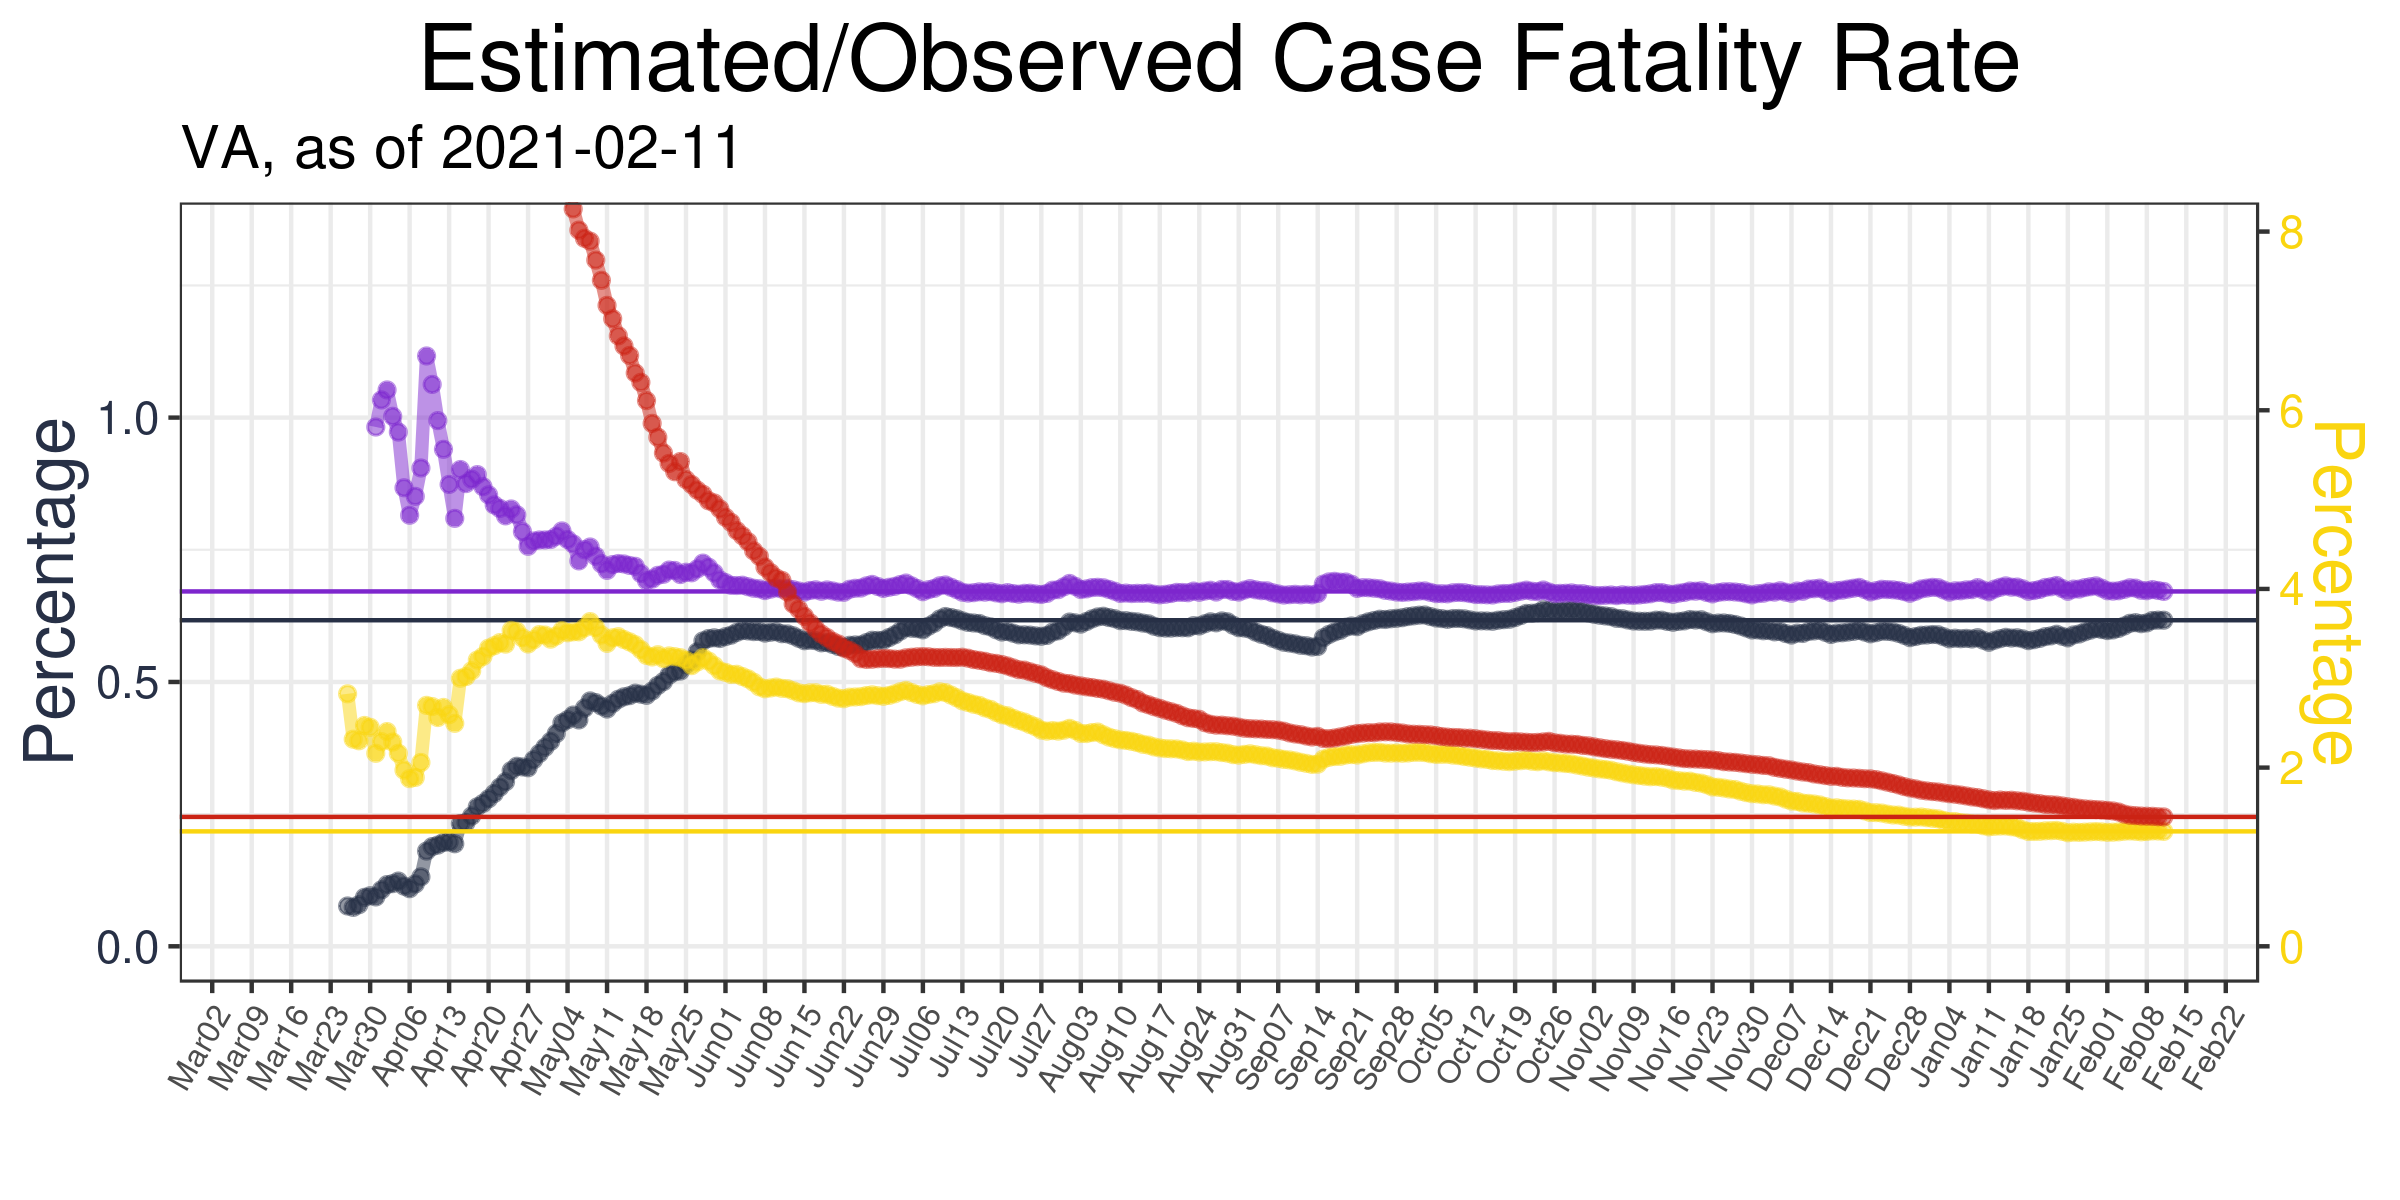 Estimated/Observed Case Fatality Rate
VA, as of 2021-02-11
Percentage
1.0
0.5
0.0
8
6
4
2
0
Percentage
Mar02
Mar09
Mar16
Mar23
Mar30
Apr06
Apr13
Apr20
Apr27
May04
May11
May18
May25
Jun01
Jun08
Jun15
Jun22
Jun29
Jul06
Jul13
Jul20
Jul27
Aug03
Aug10
Aug17
Aug24
Aug31
Sep07
Sep14
Sep21
Sep28
Oct05
Oct12
Oct19
Oct26
Nov02
Nov09
Nov16
Nov23
Nov30
Dec07
Dec14
Dec21
Dec28
Jan04
Jan11
Jan18
Jan25
Feb01
Feb08
Feb15
Feb22